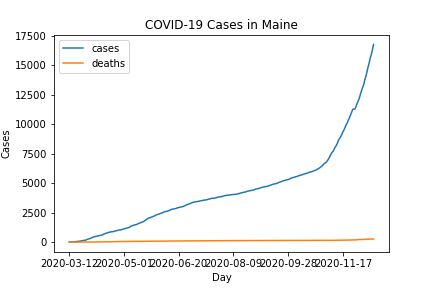 COVID-19 Cases in Maine
17500
15000
12500
10000
7500
5000
2500
0
Cases
cases
deaths
2020-03-12 2020-05-01 2020-06-20 2020-08-09 2020-09-28 2020-11-17
Day